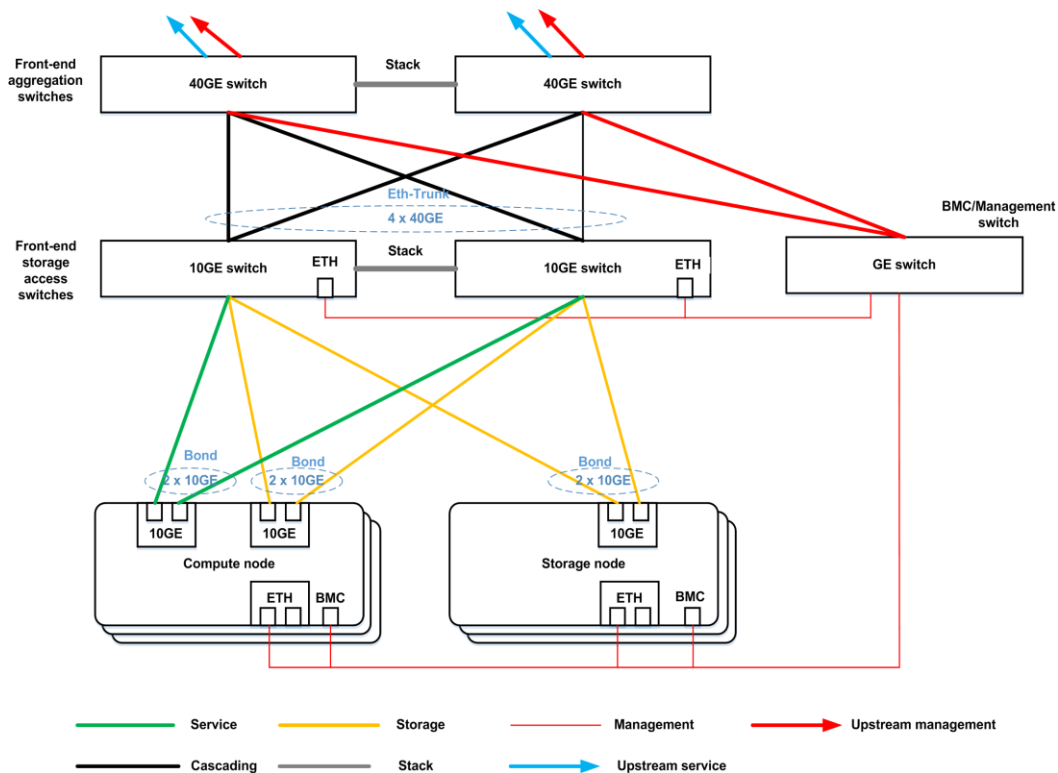 Front-end
aggregation
switches
40GE switch
Stack
40GE switch
Eth-Trunk
4 x 40GE
BMC/Management
switch
Front-end
storage
access
switches
10GE switch
ETH
Stack
10GE switch
ETH
GE switch
Bond
2 x 10GE
Bond
2 x 10GE
Bond
2 x 10GE
10GE
10GE
10GE
Compute node
Storage node
ETH
BMC
ETH
BMC
Service
Storage
Management
Upstream management
Cascading
Stack
Upstream service